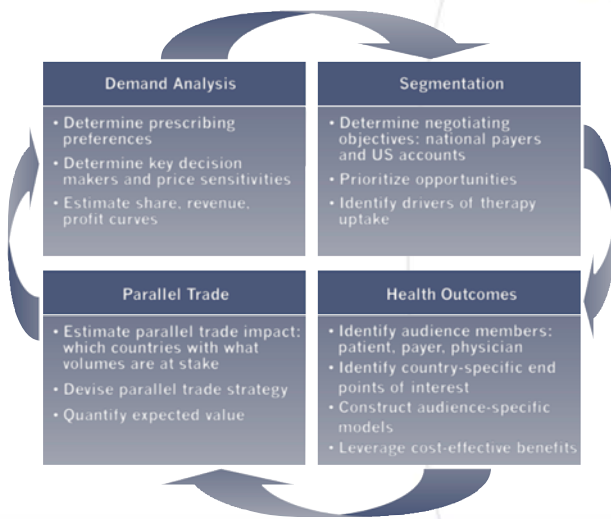 Demand Analysis
• Determine prescribing
preferences
• Determine key decision
makers and price sensitivities
• Estimate share, revenue,
profit curves
Segmentation
• Determine negotiating
objectives: national payers
and US accounts
• Prioritize opportunities
• Identify drivers of therapy
uptake
Parallel Trade
• Estimate parallel trade impact:
which countries with what
volumes are at stake
• Devise parallel trade strategy
• Quantify expected value
Health Outcomes
• Identify audience members:
patient, payer, physician
• Identify country-specific end
points of interest
• Construct audience-specific
models
• Leverage cost-effective benefits